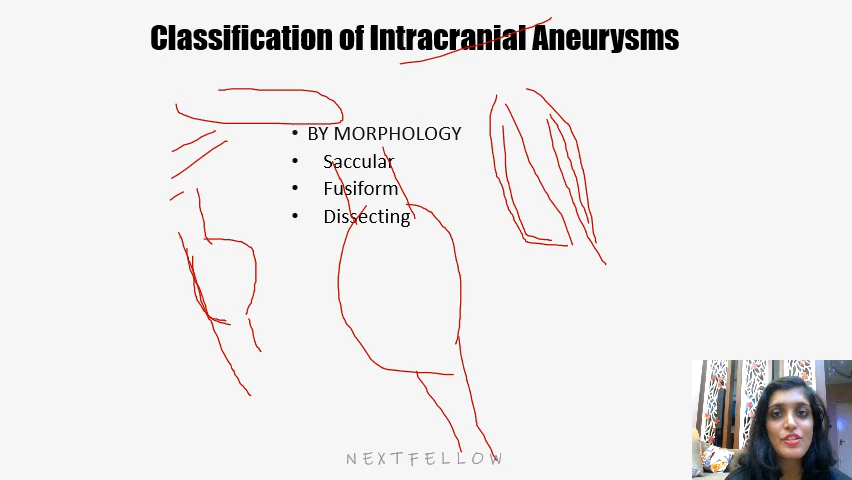 Classification of Intracranial Aneurysms
• BY MORPHOLOGY
• Saccular
• Fusiform
• Dissecting
NEXTFELLOW